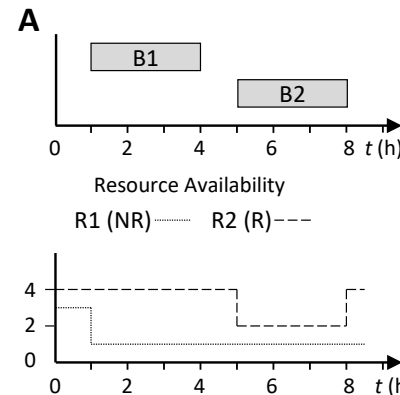 A
B1
B2
0 2 4 6 8 t (h)
Resource Availability
R1 (NR) R2 (R)
4
2
0
0 2 4 6 8 t (h